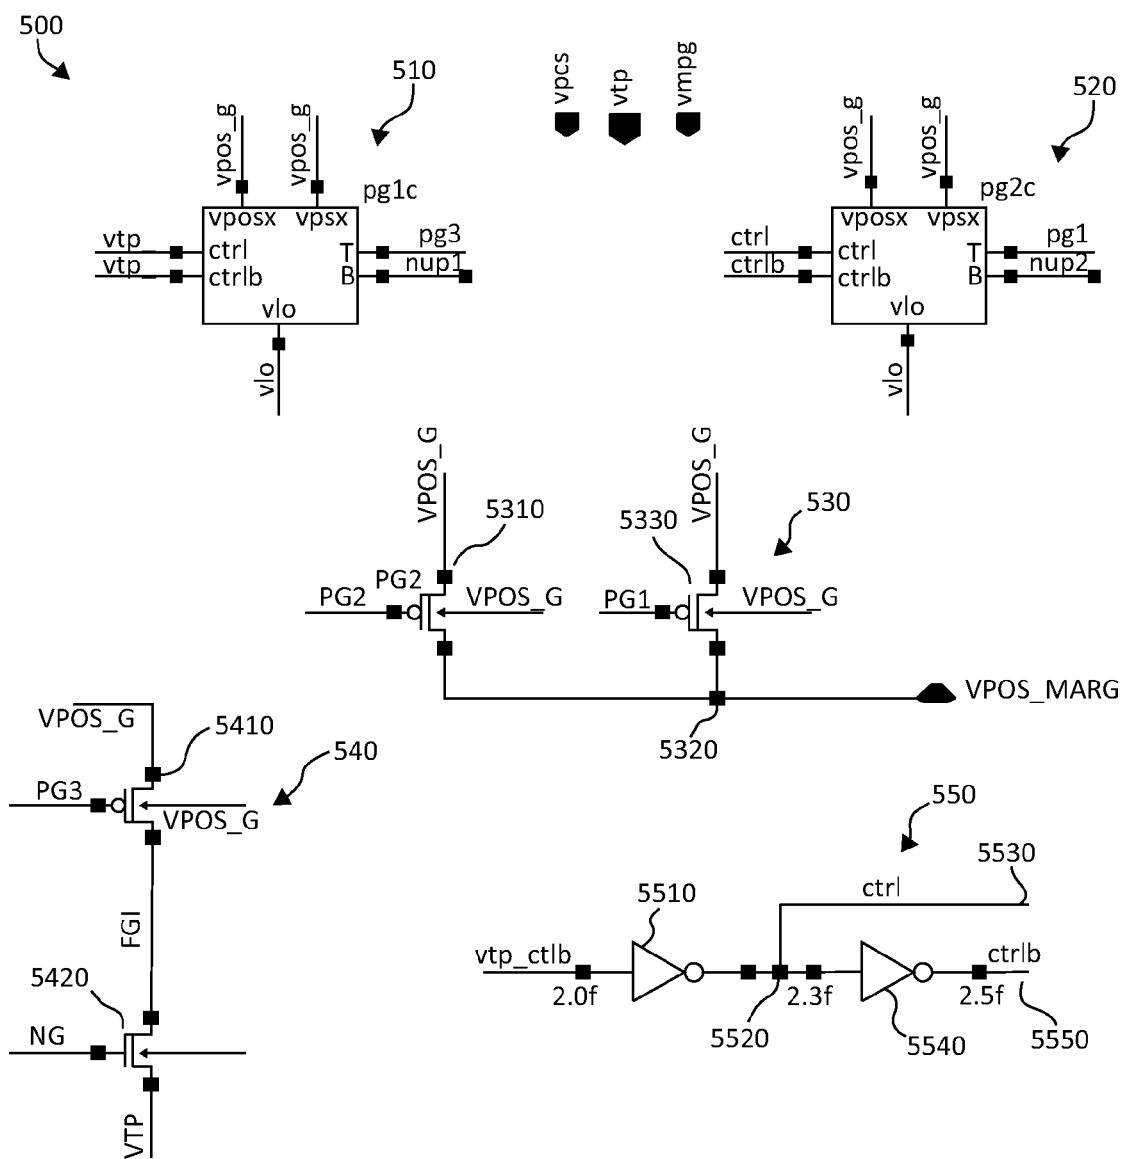 500
510
vpcs
vtp
vmpg
520
vpos_g
vpos_g
pg1c
vposx
vpsx
vtp_
ctrl
T
pg3
vtp_
ctrlb
B
nup1
vlo
vlo
vpos_g
vpos_g
pg2c
vposx
vpsx
ctrl
ctrl
T
pg1
ctrlb
ctrlb
B
nup2
vlo
vlo
VPOS_G
VPOS_G
5310
5330
530
PG2
PG2
VPOS_G
PG1
VPOS_G
VPOS_MARG
5320
VPOS_G
5410
540
PG3
VPOS_G
FGI
5420
NG
VTP
550
5530
ctrl
5510
vtp_ctlb
ctrlb
2.0f
2.3f
2.5f
5520
5540
5550